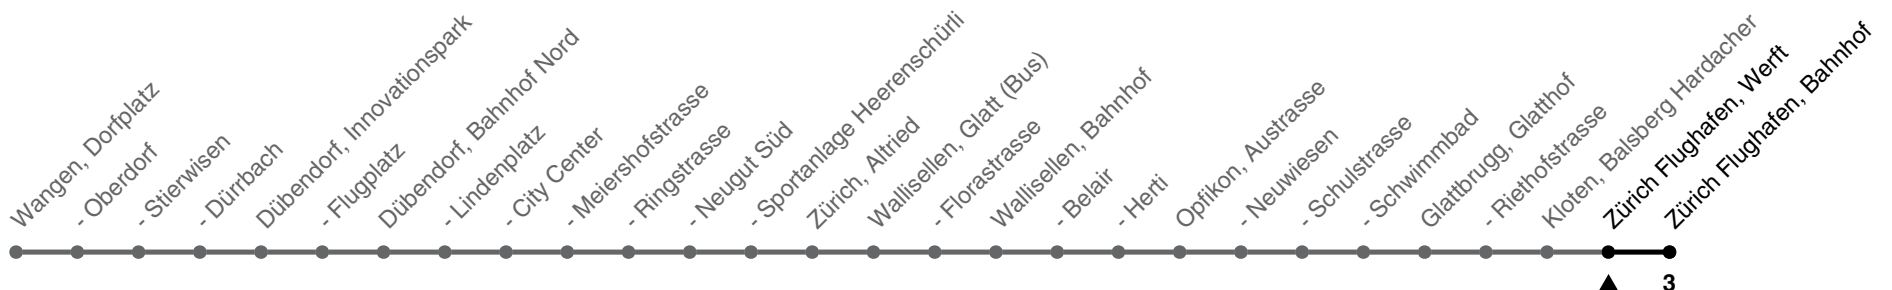 Wangen, Dorfplatz
- Oberdorf
- Stierwisen
- Dürrbach
Dübendorf, Innovationspark
- Flugplatz
Dübendorf, Bahnhof Nord
- Lindenplatz
- City Center
- Meiershofstrasse
- Ringstrasse
- Neugut Süd
- Sportanlage Heerenschürli
Zürich, Altried
Wallisellen, Glatt (Bus)
- Florastrasse
Wallisellen, Bahnhof
- Belair
- Herti
Opfikon, Austrasse
- Neuwiesen
- Schulstrasse
- Schwimmbad
Glattbrugg, Glatthof
- Riethofstrasse
Kloten, Balsberg Hardacher
Zürich Flughafen, Werft
Zürich Flughafen, Bahnhof
3